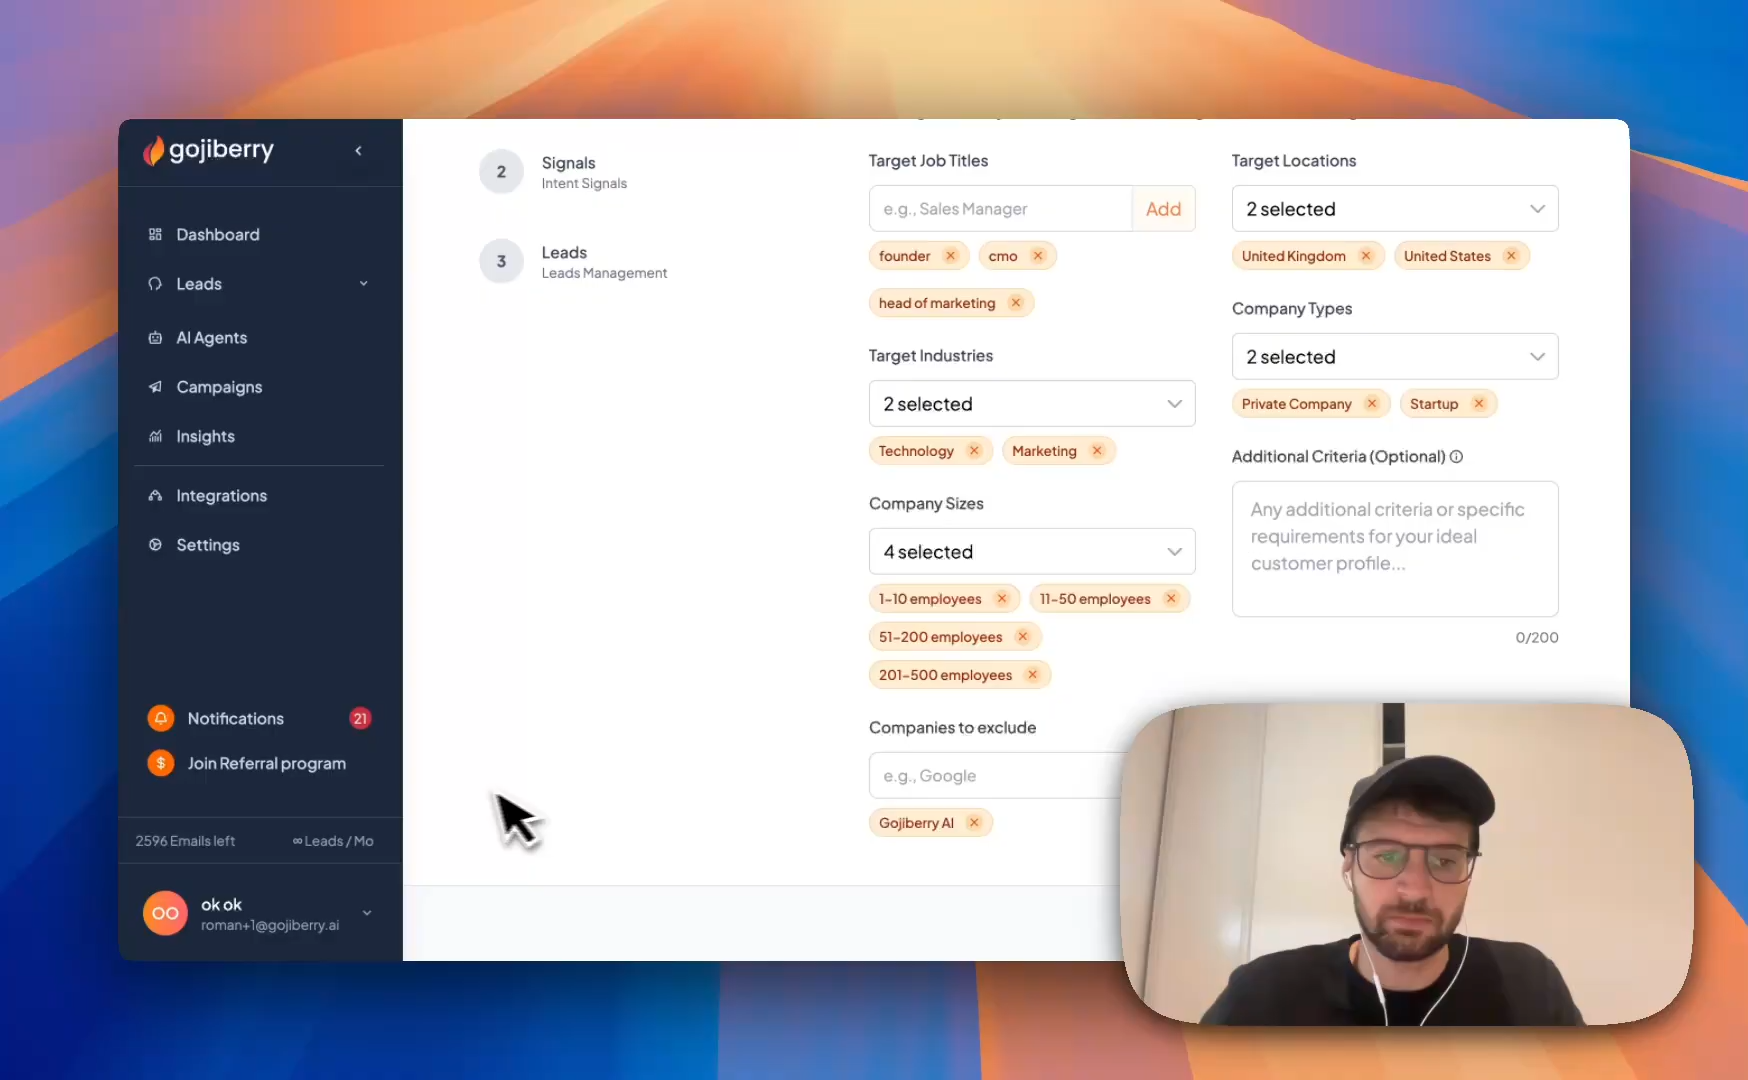 gojiberry
Dashboard
Leads
AI Agents
Campaigns
Insights
Integrations
Settings
Notifications
21
Join Referral program
2596 Emails left
∞ Leads / Mo
OO
ok ok
roman+1@gojiberry.ai
2
Signals
Intent Signals
3
Leads
Leads Management
Target Job Titles
e.g., Sales Manager
Add
founder
cmo
head of marketing
Target Industries
2 selected
Technology
Marketing
Company Sizes
4 selected
1-10 employees
11-50 employees
51-200 employees
201-500 employees
Companies to exclude
e.g., Google
Gojiberry AI
Target Locations
2 selected
United Kingdom
United States
Company Types
2 selected
Private Company
Startup
Additional Criteria (Optional)
Any additional criteria or specific
requirements for your ideal
customer profile...
0/200